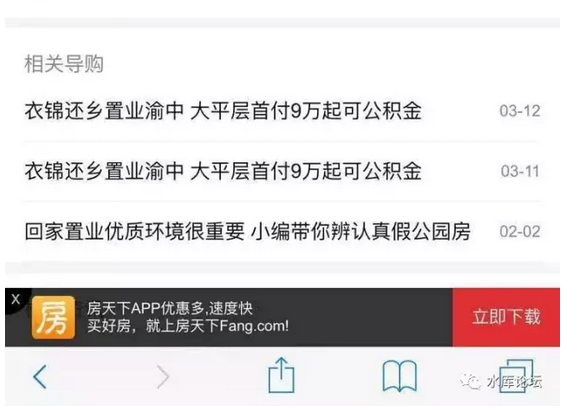 相关导购
衣锦还乡置业渝中 大平层首付9万起可公积金 03-12
衣锦还乡置业渝中 大平层首付9万起可公积金 03-11
回家置业优质环境很重要 小编带你辨认真假公园房 02-02
X
房
房天下APP优惠多,速度快
买好房，就上房天下Fang.com!
立即下载
水库论坛